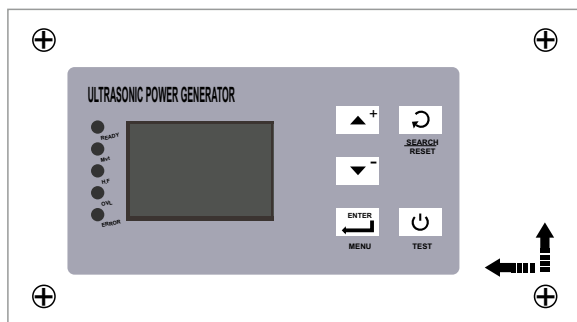 ULTRASONIC POWER GENERATOR
READY
M±f
H.F
OVL
ERROR
+
-
SEARCH
RESET
ENTER
MENU
TEST